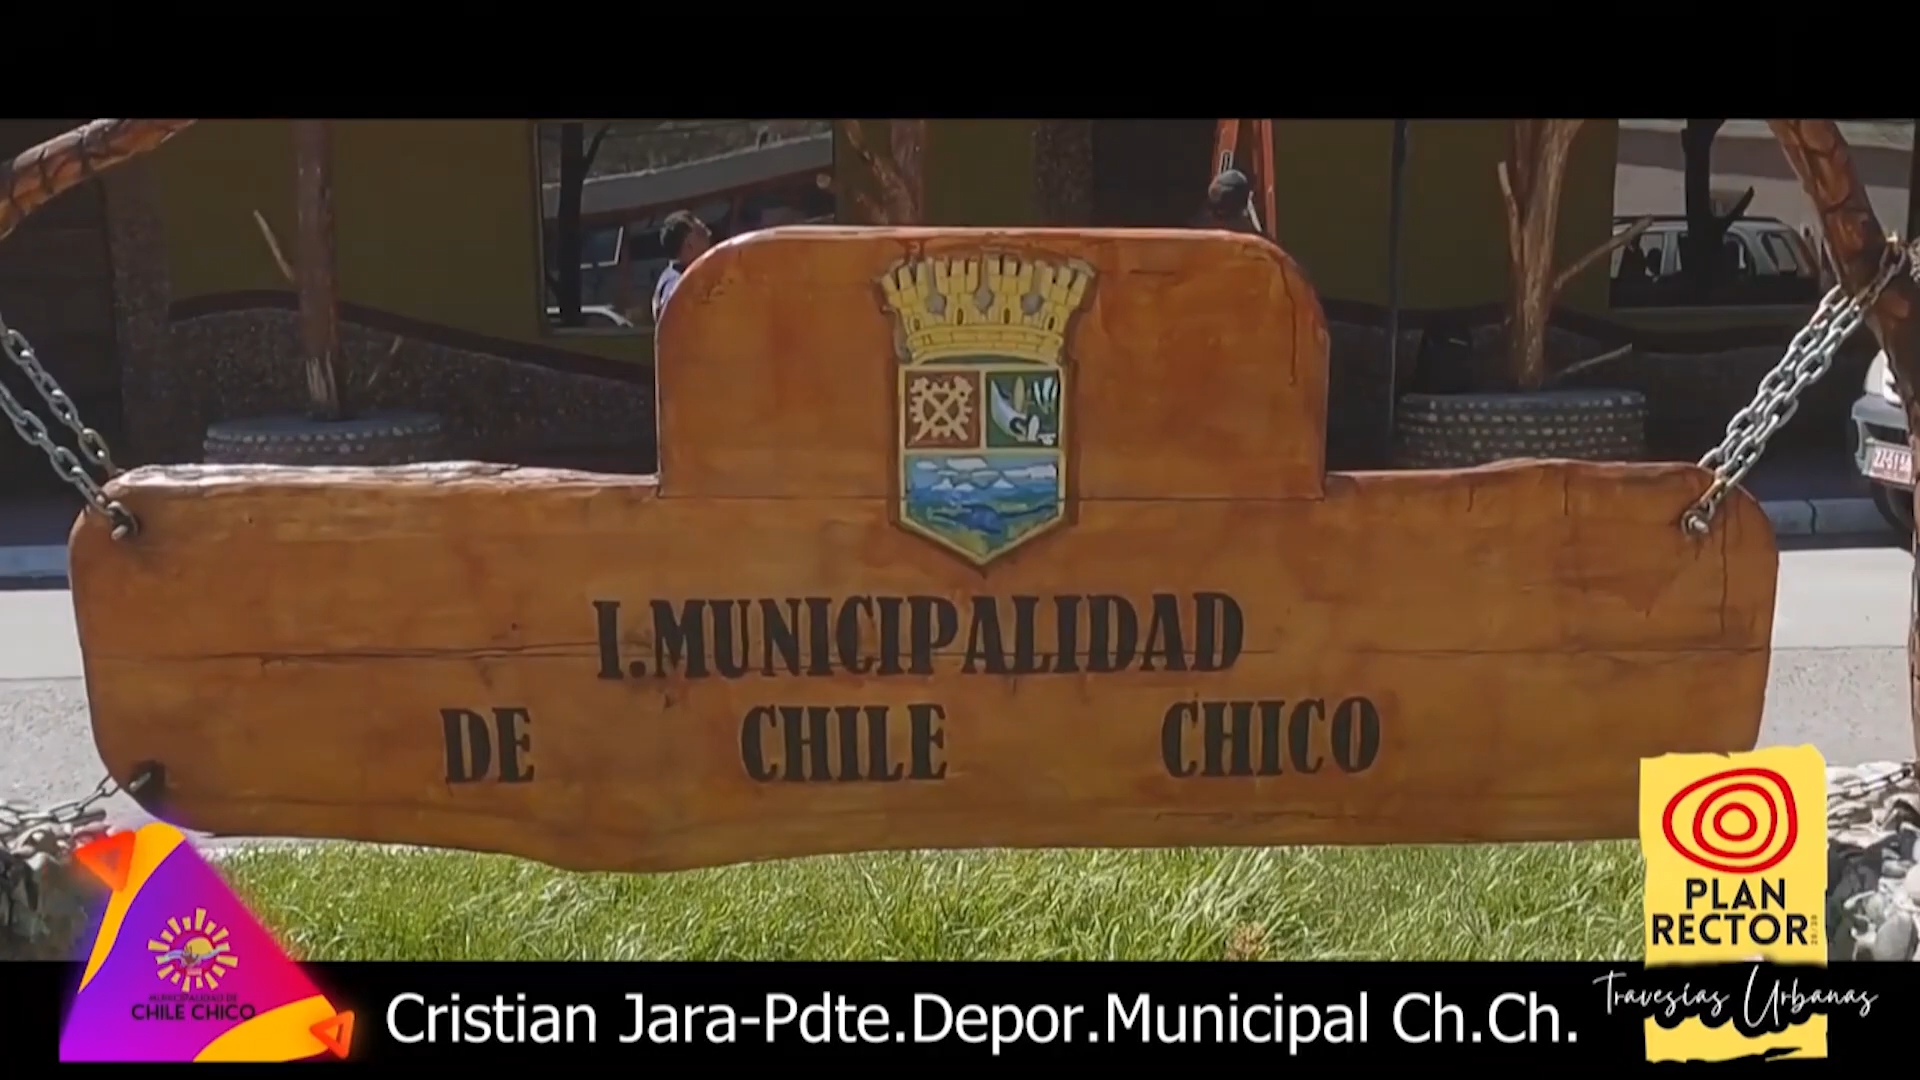 I.MUNICIPALIDAD
DE CHILE CHICO
MUNICIPALIDAD DE
CHILE CHICO
Cristian Jara-Pdte.Depor.Municipal Ch.Ch.
PLAN
RECTOR
Travesías Urbanas